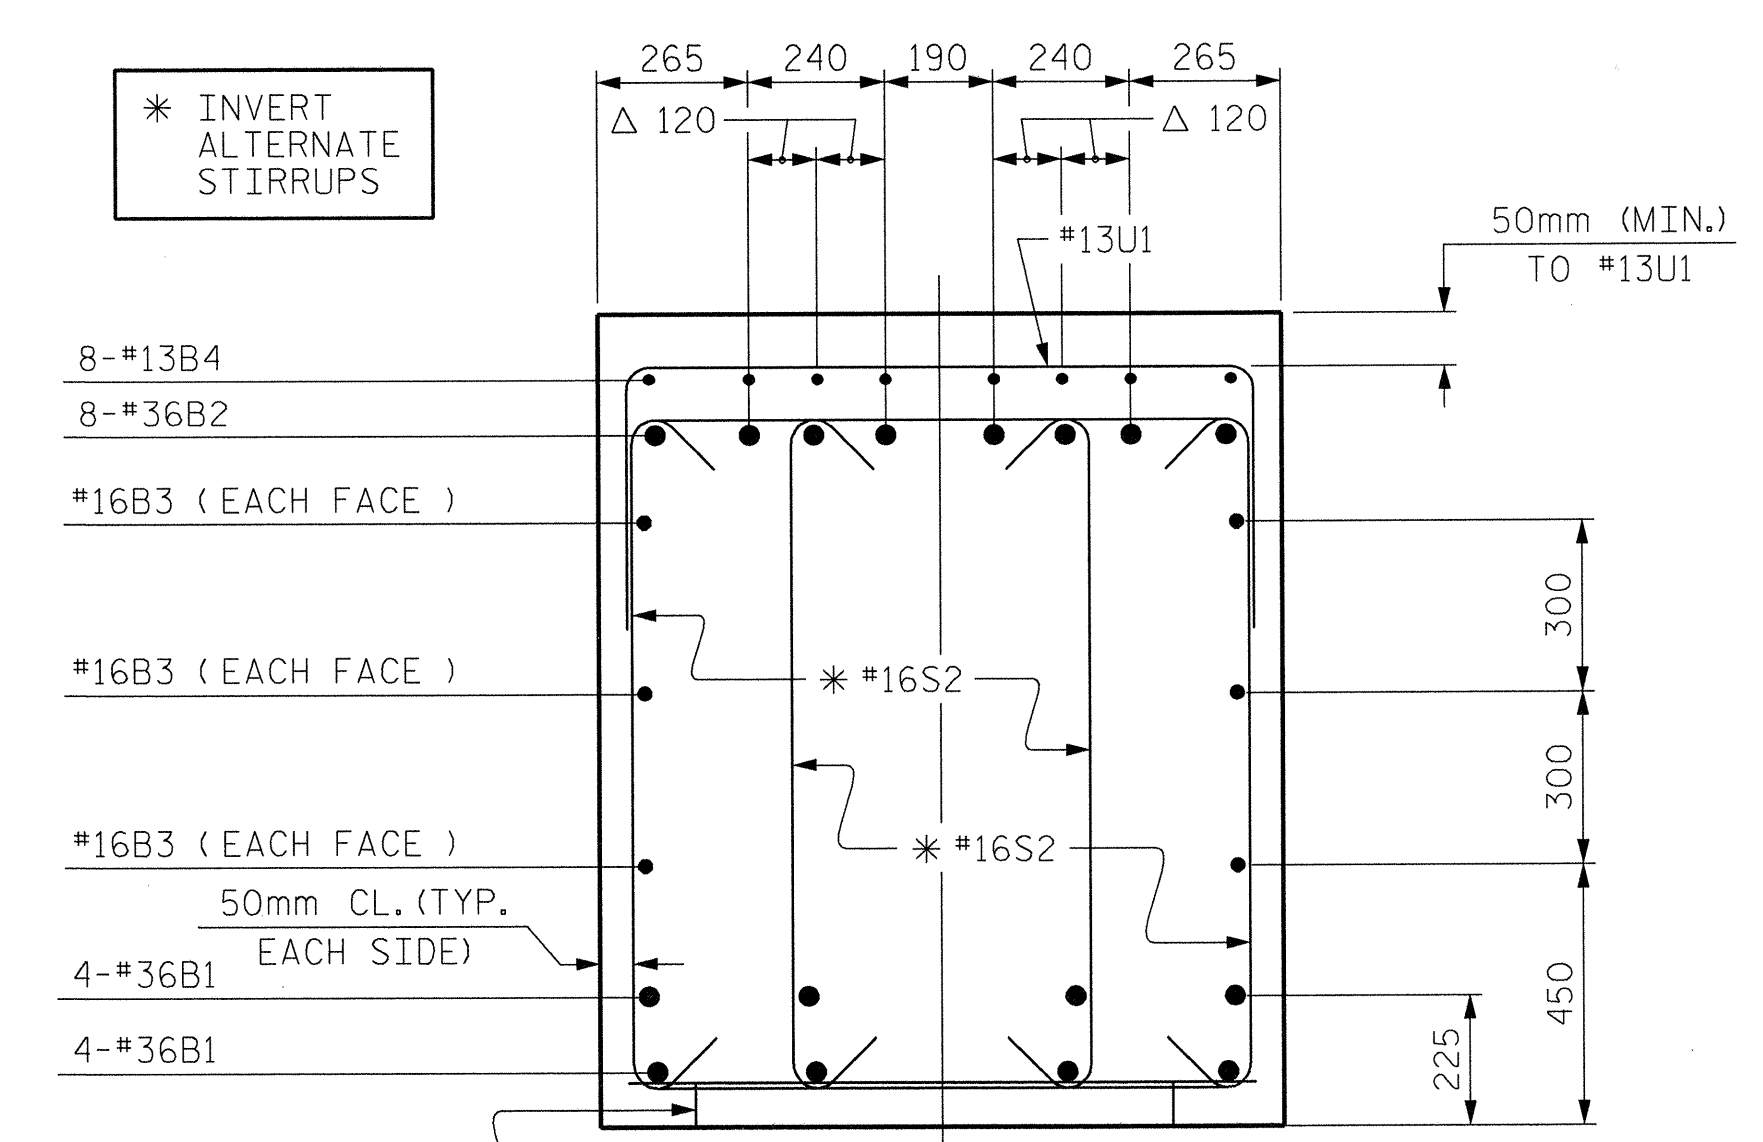 265 240 190 240 265
* INVERT
ALTERNATE
STIRRUPS
△ 120
△ 120
#13U1
50mm (MIN.)
TO #13U1
8-#13B4
8-#36B2
#16B3 ( EACH FACE )
300
#16B3 ( EACH FACE )
* #16S2
300
#16B3 ( EACH FACE )
* #16S2
50mm CL. (TYP.
EACH SIDE)
4-#36B1
450
4-#36B1
225